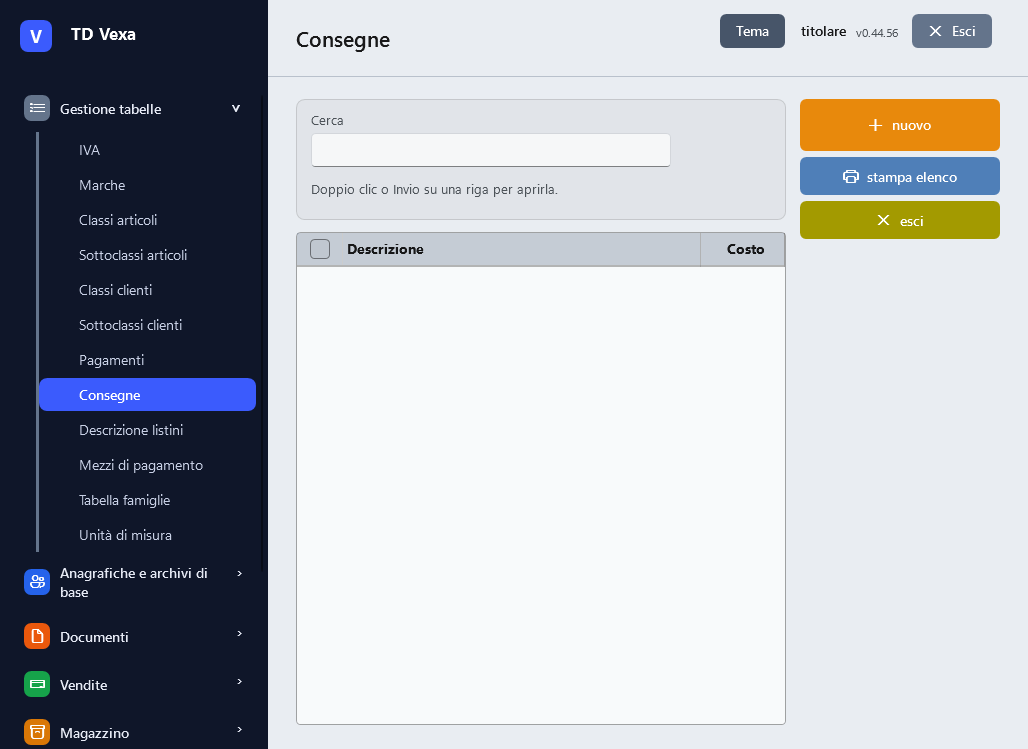 V
TD Vexa
Gestione tabelle
IVA
Marche
Classi articoli
Sottoclassi articoli
Classi clienti
Sottoclassi clienti
Pagamenti
Consegne
Descrizione listini
Mezzi di pagamento
Tabella famiglie
Unità di misura
Anagrafiche e archivi di
base
Documenti
Vendite
Magazzino
Consegne
Tema
titolare v0.44.56
Esci
Cerca
Doppio clic o Invio su una riga per aprirla.
Descrizione Costo
nuovo
stampa elenco
esci